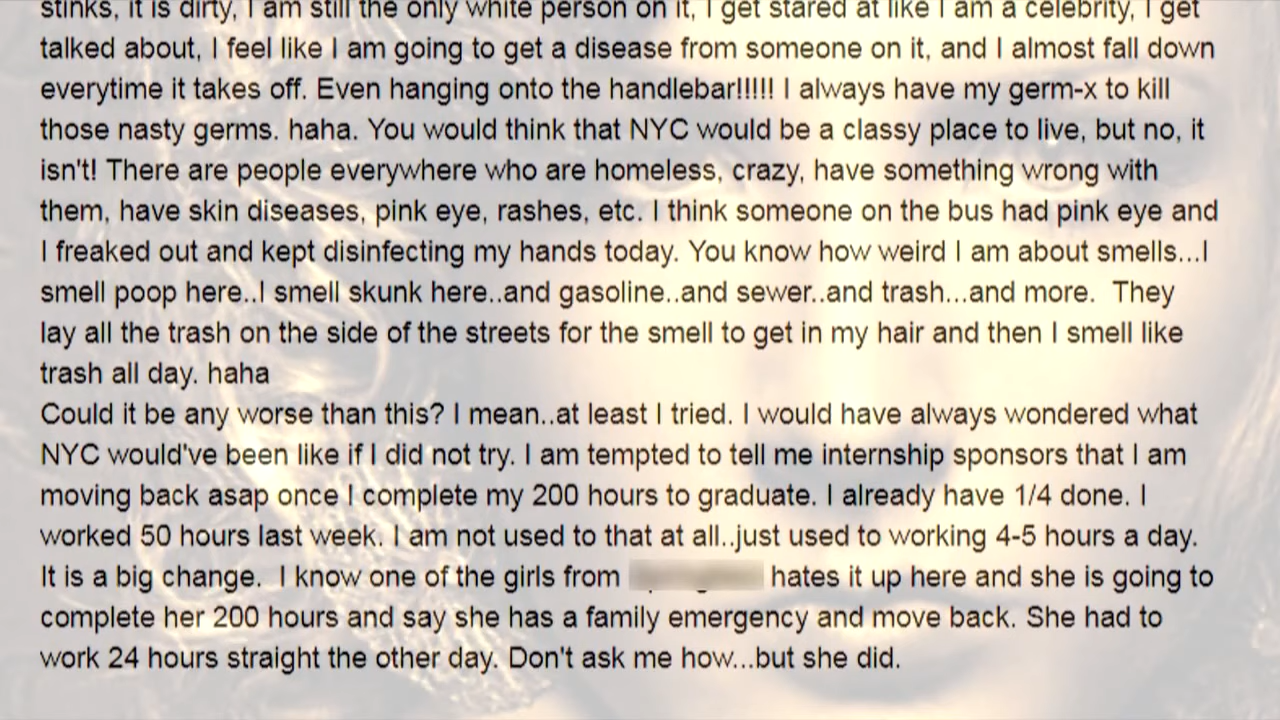 stinks, it is dirty, I am still the only white person on it, I get stared at like I am a celebrity, I get
talked about, I feel like I am going to get a disease from someone on it, and I almost fall down
everytime it takes off. Even hanging onto the handlebar!!!!! I always have my germ-x to kill
those nasty germs. haha. You would think that NYC would be a classy place to live, but no, it
isn't! There are people everywhere who are homeless, crazy, have something wrong with
them, have skin diseases, pink eye, rashes, etc. I think someone on the bus had pink eye and
I freaked out and kept disinfecting my hands today. You know how weird I am about smells...I
smell poop here..I smell skunk here..and gasoline..and sewer..and trash...and more.  They
lay all the trash on the side of the streets for the smell to get in my hair and then I smell like
trash all day. haha
Could it be any worse than this? I mean..at least I tried. I would have always wondered what
NYC would've been like if I did not try. I am tempted to tell me internship sponsors that I am
moving back asap once I complete my 200 hours to graduate. I already have 1/4 done. I
worked 50 hours last week. I am not used to that at all..just used to working 4-5 hours a day.
It is a big change.  I know one of the girls from hates it up here and she is going to
complete her 200 hours and say she has a family emergency and move back. She had to
work 24 hours straight the other day. Don't ask me how...but she did.